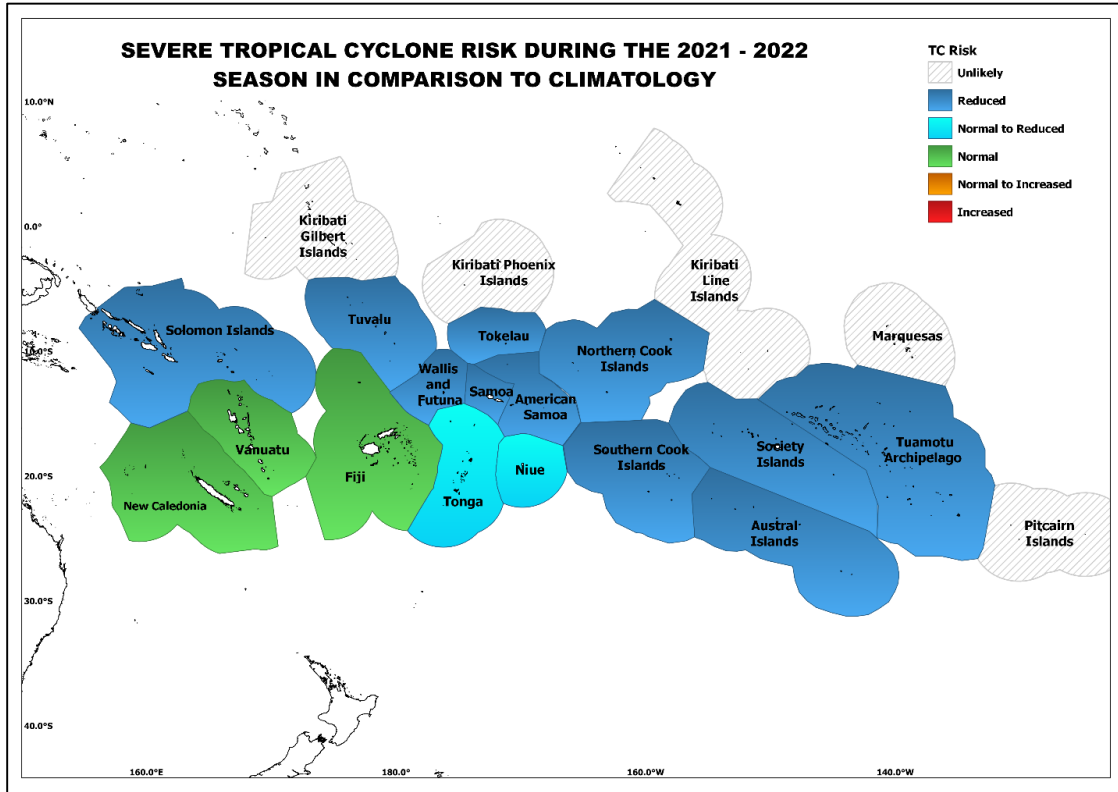 SEVERE TROPICAL CYCLONE RISK DURING THE 2021 - 2022
SEASON IN COMPARISON TO CLIMATOLOGY
TC Risk
Unlikely
Reduced
Normal to Reduced
Normal
Normal to Increased
Increased
10.0°N
0.0°
10.0°S
20.0°S
30.0°S
40.0°S
160.0°E
180.0°
160.0°W
140.0°W
Kiribati
Gilbert
Islands
Kiribati Phoenix
Islands
Kiribati
Line
Islands
Marquesas
Solomon Islands
Tuvalu
Tokelau
Northern Cook
Islands
Wallis
and
Futuna
Samoa
American
Samoa
Vanuatu
New Caledonia
Fiji
Tonga
Niue
Southern Cook
Islands
Society
Islands
Tuamotu
Archipelago
Austral
Islands
Pitcairn
Islands